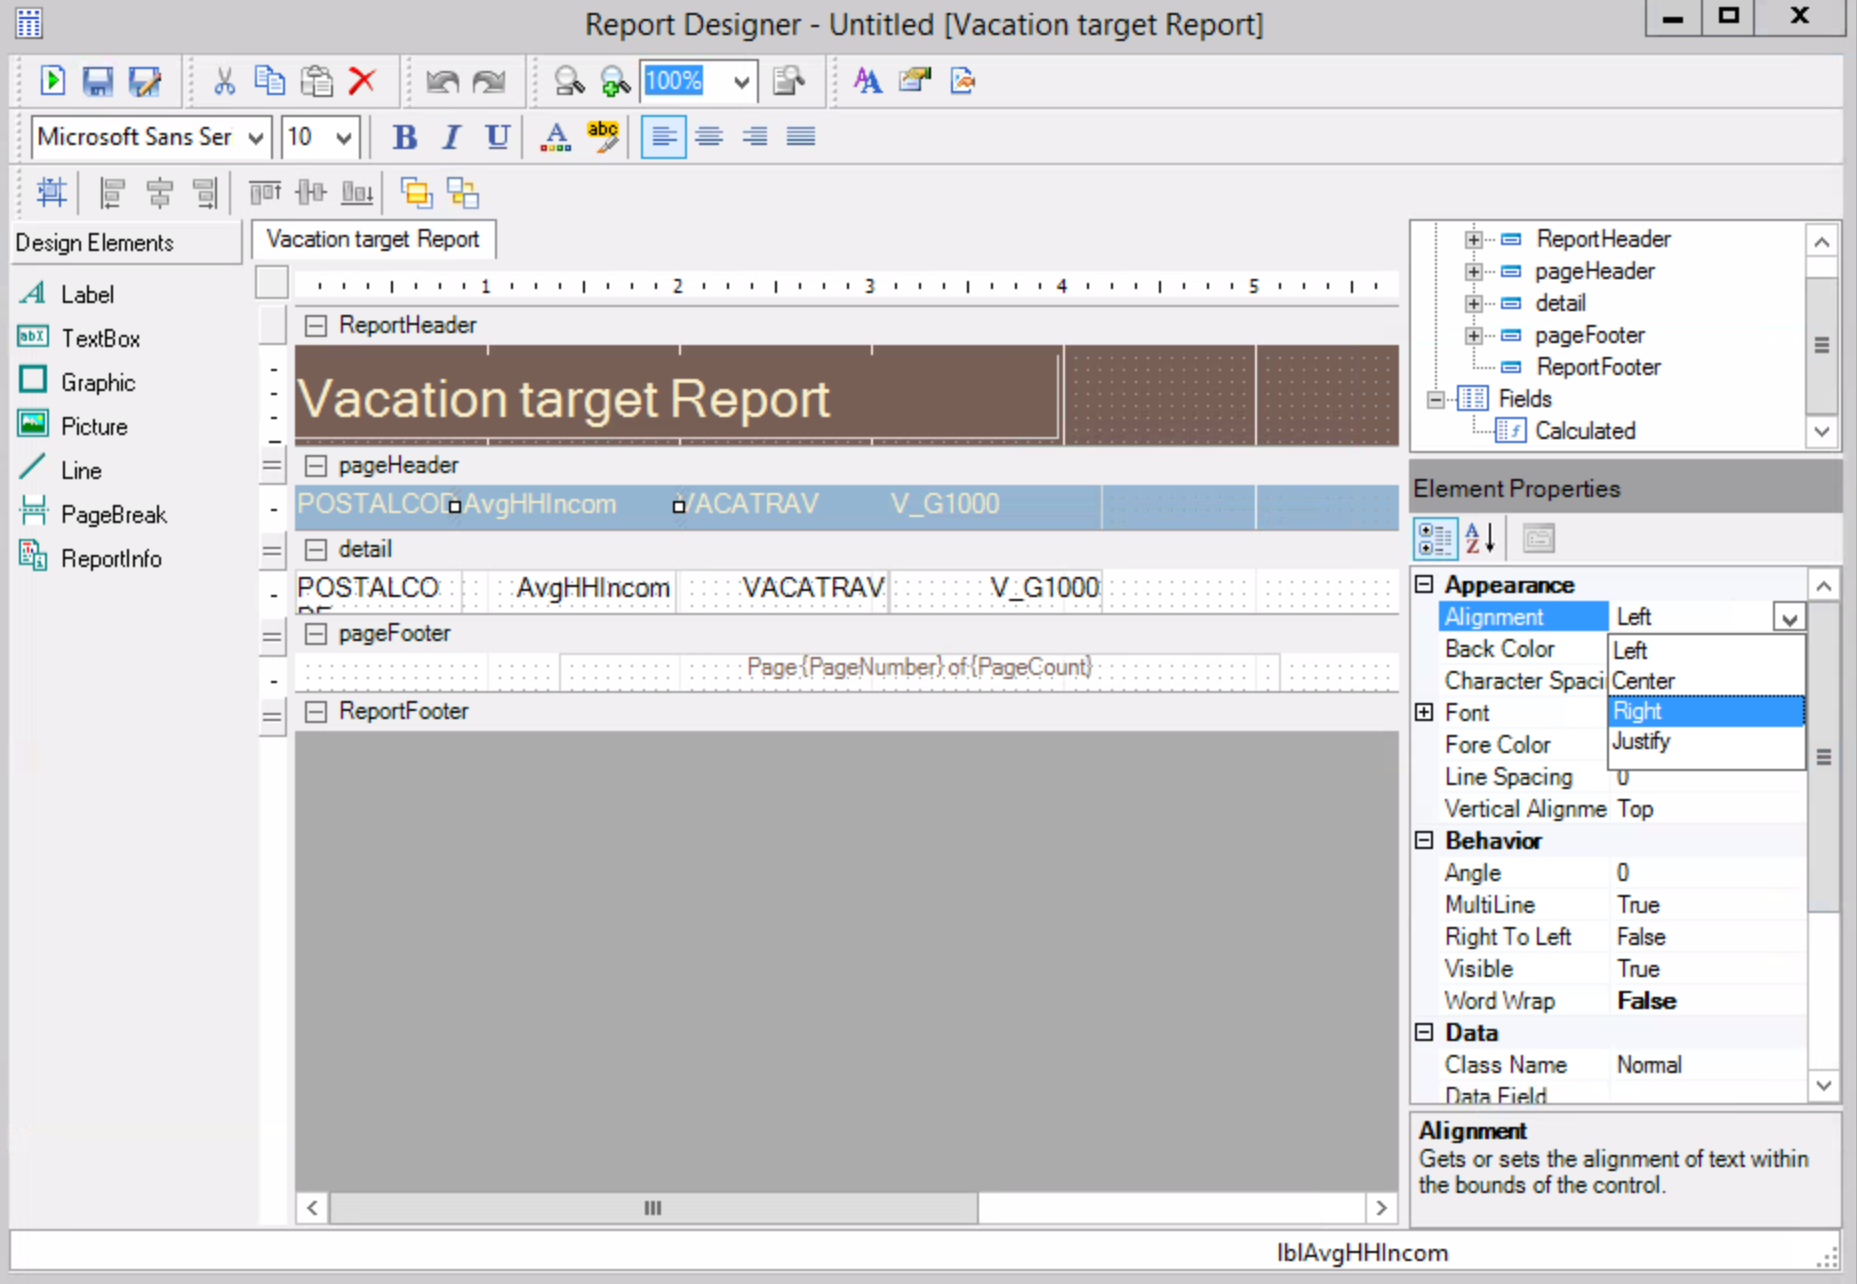 Report Designer - Untitled [Vacation target Report]
100%
Microsoft Sans Ser
10
B I U A abc
Design Elements
Label
TextBox
Graphic
Picture
Line
PageBreak
ReportInfo
Vacation target Report
1 2 3 4 5
ReportHeader
Vacation target Report
pageHeader
AvgHHIncom VACATRAV V_G1000
detail
POSTALCO AvgHHIncom VACATRAV V_G1000
pageFooter
Page {PageNumber} of {PageCount}
ReportFooter
ReportHeader
pageHeader
detail
pageFooter
ReportFooter
Fields
Calculated
Element Properties
Appearance
Alignment Left
Back Color Left
Character Spaci Center
Font Right
Fore Color Justify
Line Spacing 0
Vertical Alignme Top
Behavior
Angle 0
MultiLine True
Right To Left False
Visible True
Word Wrap False
Data
Class Name Normal
Data Field
Alignment
Gets or sets the alignment of text within
the bounds of the control.
lblAvgHHIncom